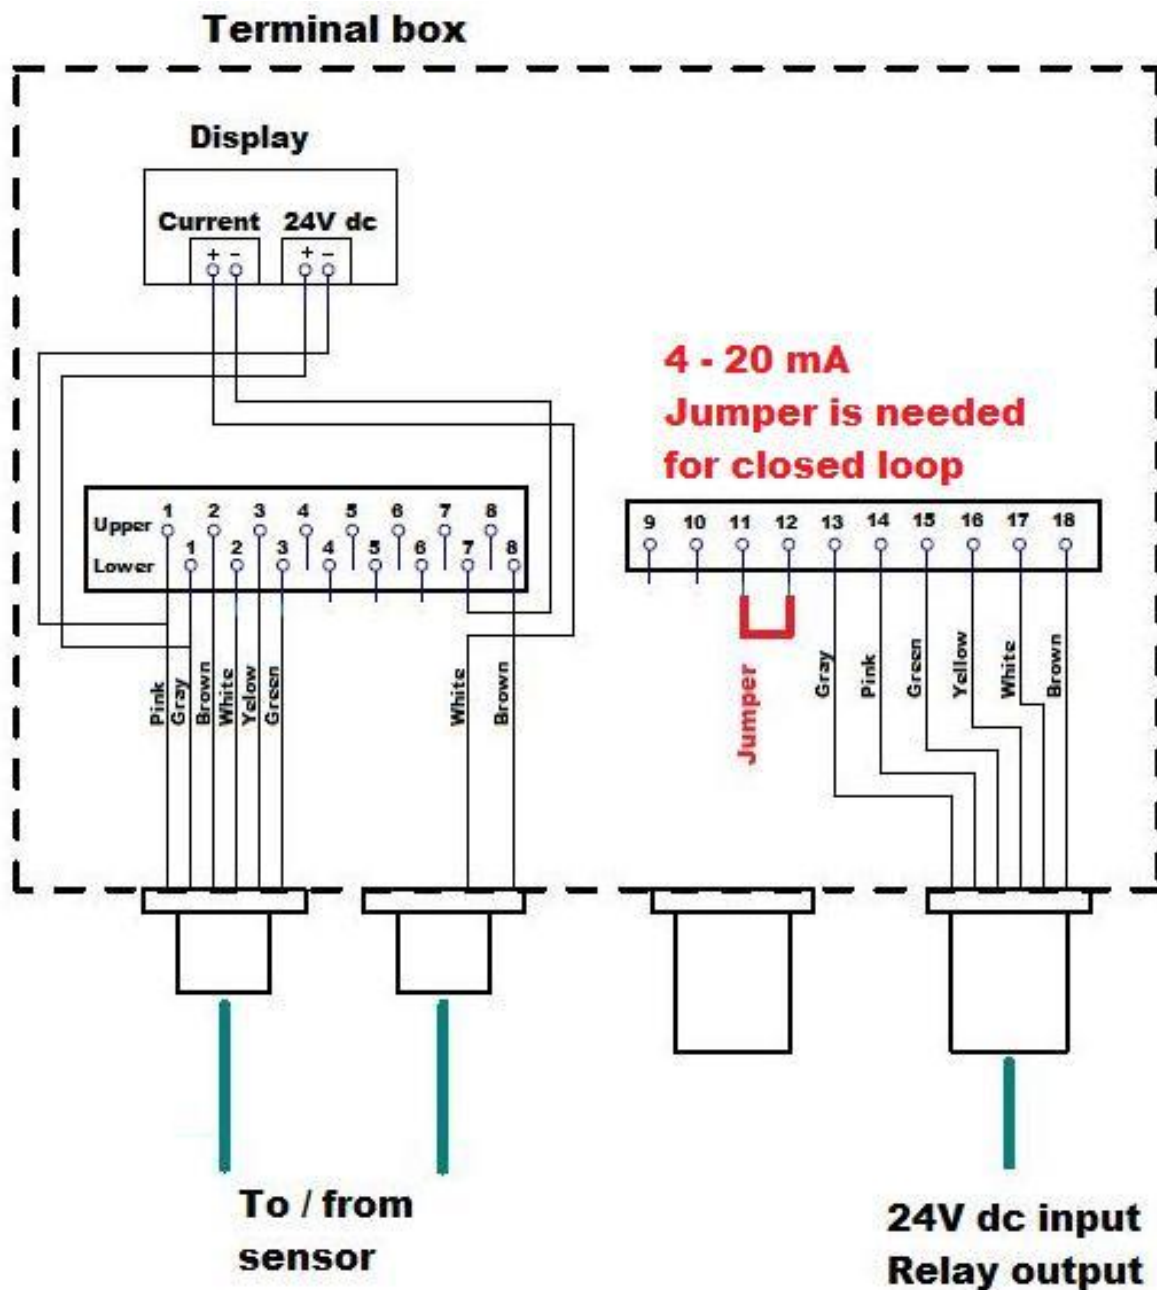 Terminal box
Display
Current 24V dc
+ - + -
4 - 20 mA
Jumper is needed
for closed loop
Upper 1 2 3 4 5 6 7 8
Lower 1 2 3 4 5 6 7 8
9 10 11 12 13 14 15 16 17 18
Pink
Gray
Brown
White
Yelow
Green
White
Brown
Jumper
Gray
Pink
Green
Yellow
White
Brown
To / from
sensor
24V dc input
Relay output